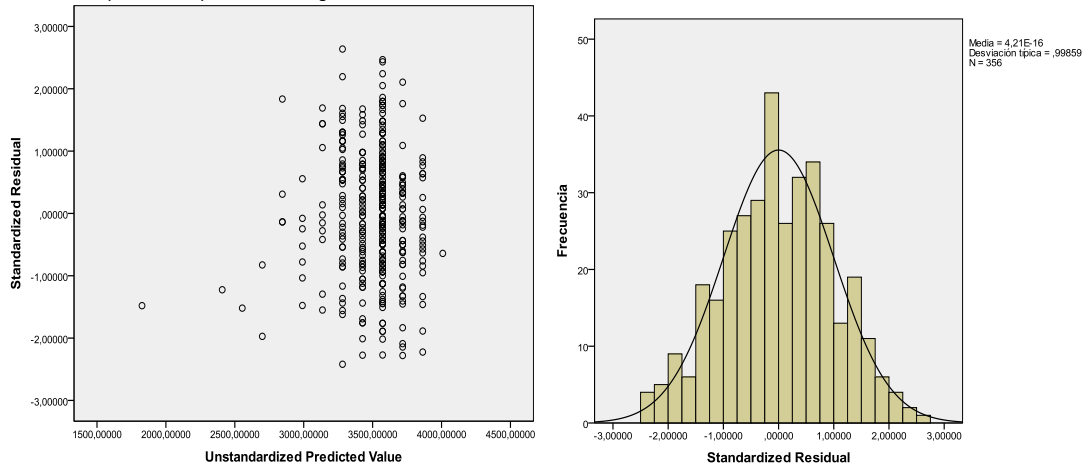 3,00000
2,00000
1,00000
,00000
-1,00000
-2,00000
-3,00000
Standardized Residual
1500,00000 2000,00000 2500,00000 3000,00000 3500,00000 4000,00000 4500,00000
Unstandardized Predicted Value
50
40
30
20
10
0
Frecuencia
-3,00000 -2,00000 -1,00000 ,00000 1,00000 2,00000 3,00000
Standardized Residual
Media = 4,21E-16
Desviación típica = ,99859
N = 356